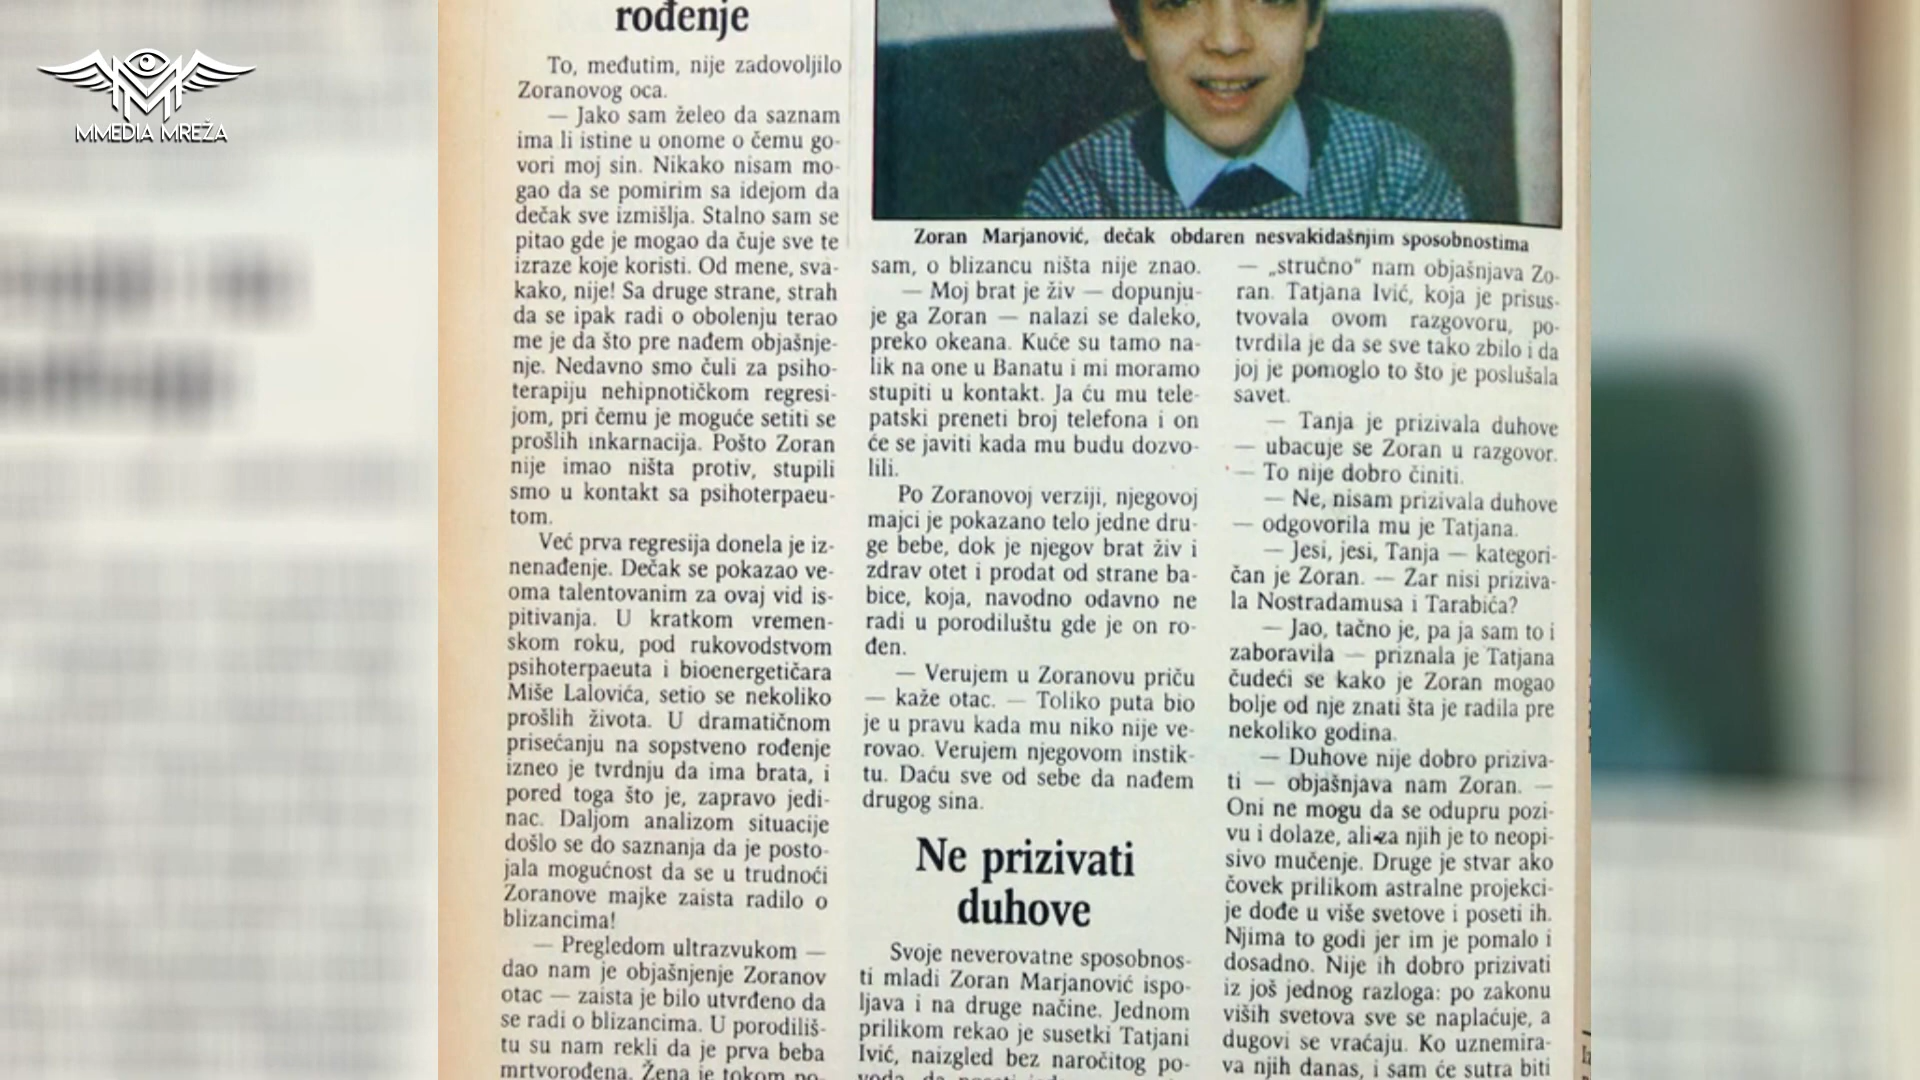 MMEDIA MREŽA
rođenje
To, međutim, nije zadovoljilo
Zoranovog oca.
— Jako sam želeo da saznam
ima li istine u onome o čemu go-
vori moj sin. Nikako nisam mo-
gao da se pomirim sa idejom da
dečak sve izmišlja. Stalno sam se
pitao gde je mogao da čuje sve te
izraze koje koristi. Od mene, sva-
kako, nije! Sa druge strane, strah
da se ipak radi o obolenju terao
me je da što pre nađem objašnje-
nje. Nedavno smo čuli za psiho-
terapiju nehipnotičkom regresi-
jom, pri čemu je moguće setiti se
prošlih inkarnacija. Pošto Zoran
nije imao ništa protiv, stupili
smo u kontakt sa psihoterpaeu-
tom.
Već prva regresija donela je iz-
nenađenje. Dečak se pokazao ve-
oma talentovanim za ovaj vid is-
pitivanja. U kratkom vremen-
skom roku, pod rukovodstvom
psihoterpaeuta i bioenergetičara
Miše Lalovića, setio se nekoliko
prošlih života. U dramatičnom
prisećanju na sopstveno rođenje
izneo je tvrdnju da ima brata, i
pored toga što je, zapravo jedi-
nac. Daljom analizom situacije
došlo se do saznanja da je posto-
jala mogućnost da se u trudnoći
Zoranove majke zaista radilo o
blizancima!
— Pregledom ultrazvukom —
dao nam je objašnjenje Zoranov
otac — zaista je bilo utvrđeno da
se radi o blizancima. U porodiliš-
tu su nam rekli da je prva beba
mrtvorođena. Žena je tokom po-
Zoran Marjanović, dečak obdaren nesvakidašnjim sposobnostima
sam, o blizancu ništa nije znao.
— Moj brat je živ — dopunju-
je ga Zoran — nalazi se daleko,
preko okeana. Kuće su tamo na-
lik na one u Banatu i mi moramo
stupiti u kontakt. Ja ću mu tele-
patski preneti broj telefona i on
će se javiti kada mu budu dozvo-
lili.
Po Zoranovoj verziji, njegovoj
majci je pokazano telo jedne dru-
ge bebe, dok je njegov brat živ i
zdrav otet i prodat od strane ba-
bice, koja, navodno odavno ne
radi u porodiluštu gde je on ro-
đen.
— Verujem u Zoranovu priču
— kaže otac. — Toliko puta bio
je u pravu kada mu niko nije ve-
rovao. Verujem njegovom instik-
tu. Daću sve od sebe da nađem
drugog sina.
Ne prizivati
duhove
Svoje neverovatne sposobnos-
ti mladi Zoran Marjanović ispo-
ljava i na druge načine. Jednom
prilikom rekao je susetki Tatjani
Ivić, naizgled bez naročitog po-
— „stručno“ nam objašnjava Zo-
ran. Tatjana Ivić, koja je prisus-
tvovala ovom razgovoru, po-
tvrdila je da se sve tako zbilo i da
joj je pomoglo to što je poslušala
savet.
— Tanja je prizivala duhove
— ubacuje se Zoran u razgovor.
— To nije dobro činiti.
— Ne, nisam prizivala duhove
— odgovorila mu je Tatjana.
— Jesi, jesi, Tanja — kategori-
čan je Zoran. — Zar nisi priziva-
la Nostradamusa i Tarabića?
— Jao, tačno je, pa ja sam to i
zaboravila — priznala je Tatjana
čudeći se kako je Zoran mogao
bolje od nje znati šta je radila pre
nekoliko godina.
— Duhove nije dobro priziva-
ti — objašnjava nam Zoran. —
Oni ne mogu da se odupru pozi-
vu i dolaze, ali za njih je to neopi-
sivo mučenje. Druge je stvar ako
čovek prilikom astralne projekci-
je dođe u više svetove i poseti ih.
Njima to godi jer im je pomalo i
dosadno. Nije ih dobro prizivati
iz još jednog razloga: po zakonu
viših svetova sve se naplaćuje, a
dugovi se vraćaju. Ko uznemira-
va njih danas, i sam će sutra biti